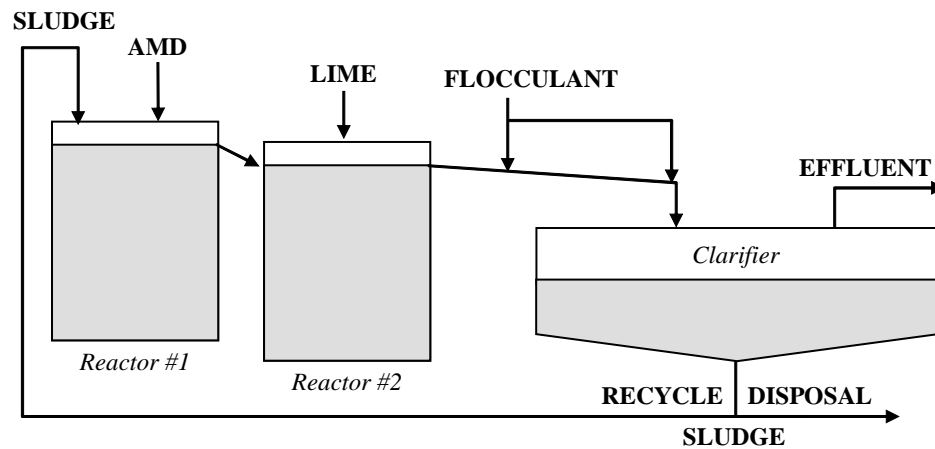 SLUDGE
AMD
LIME
FLOCCULANT
EFFLUENT
Clarifier
Reactor #1
Reactor #2
RECYCLE
DISPOSAL
SLUDGE